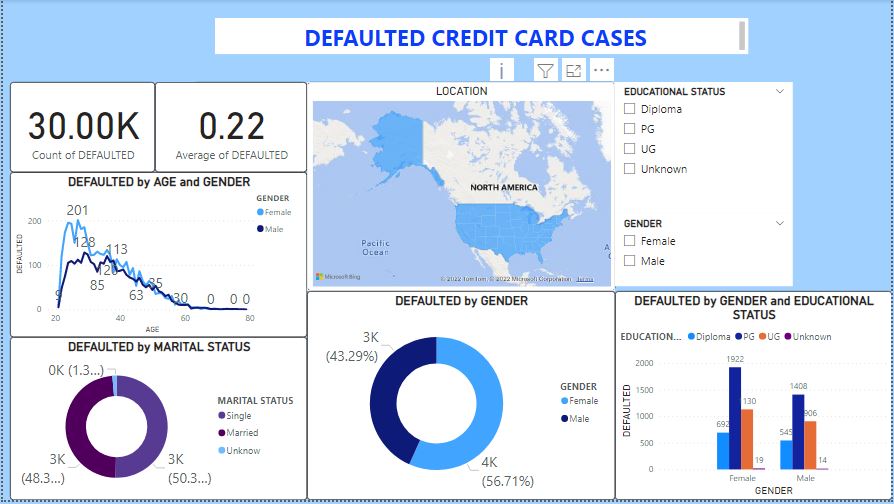 DEFAULTED CREDIT CARD CASES
30.00K
Count of DEFAULTED
0.22
Average of DEFAULTED
LOCATION
NORTH AMERICA
Pacific
Ocean
A
Microsoft Bing
© 2022 TomTom, © 2022 Microsoft Corporation Terms
EDUCATIONAL STATUS
Diploma
PG
UG
Unknown
GENDER
Female
Male
DEFAULTED by AGE and GENDER
GENDER
Female
Male
DEFAULTED
200
100
0
201
128
113
85
63
35
30
0
0 0
20
40
60
80
AGE
DEFAULTED by MARITAL STATUS
0K (1.3...)
3K
(48.3...)
3K
(50.3...)
MARITAL STATUS
Single
Married
Unknow
DEFAULTED by GENDER
3K
(43.29%)
4K
(56.71%)
GENDER
Female
Male
DEFAULTED by GENDER and EDUCATIONAL
STATUS
EDUCATION... Diploma PG UG Unknown
DEFAULTED
2000
1500
1000
500
0
692
1922
1130
19
545
1408
906
14
Female
Male
GENDER